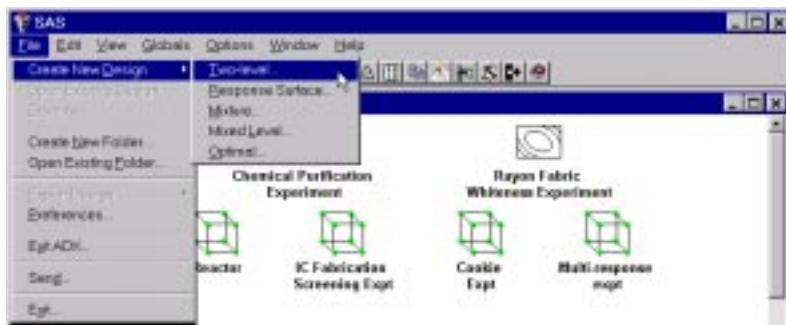 SAS
File Edit View Globals Options Window Help
Create New Design
Two-level...
Response Surface...
Mixture...
Mixed Level...
Optimal...
Create New Folder...
Open Existing Folder...
Preferences...
Exit ADX...
Send...
Exit...
Chemical Purification
Experiment
Rayon Fabric
Whiteness Experiment
Reactor
IC Fabrication
Screening Expt
Cookie
Expt
Multi-response
expt